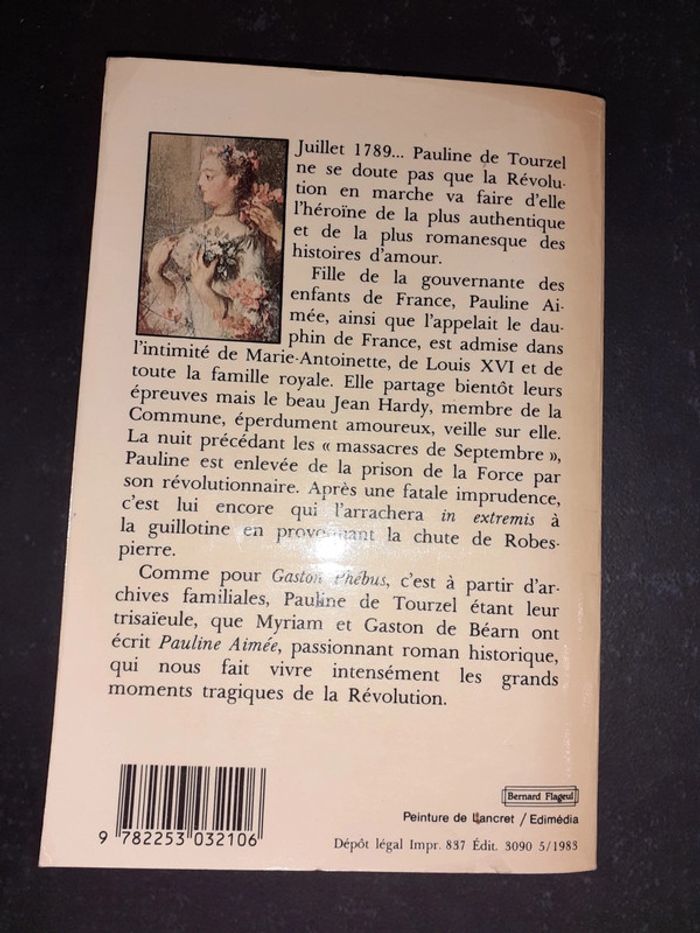 Juillet 1789... Pauline de Tourzel
ne se doute pas que la Révolu-
tion en marche va faire d'elle
l'héroïne de la plus authentique
et de la plus romanesque des
histoires d'amour.
Fille de la gouvernante des
enfants de France, Pauline Ai-
mée, ainsi que l'appelait le dau-
phin de France, est admise dans
l'intimité de Marie-Antoinette, de Louis XVI et de
toute la famille royale. Elle partage bientôt leurs
épreuves mais le beau Jean Hardy, membre de la
Commune, éperdument amoureux, veille sur elle.
La nuit précédant les « massacres de Septembre »,
Pauline est enlevée de la prison de la Force par
son révolutionnaire. Après une fatale imprudence,
c'est lui encore qui l'arrachera in extremis à
la guillotine en provoquant la chute de Robes-
pierre.
Comme pour Gaston Phébus, c'est à partir d'ar-
chives familiales, Pauline de Tourzel étant leur
trisaïeule, que Myriam et Gaston de Béarn ont
écrit Pauline Aimée, passionnant roman historique,
qui nous fait vivre intensément les grands
moments tragiques de la Révolution.
Bernard Flageul
Peinture de Lancret / Edimédia
9 782253 032106
Dépôt légal Impr. 837 Édit. 3090 5/1983